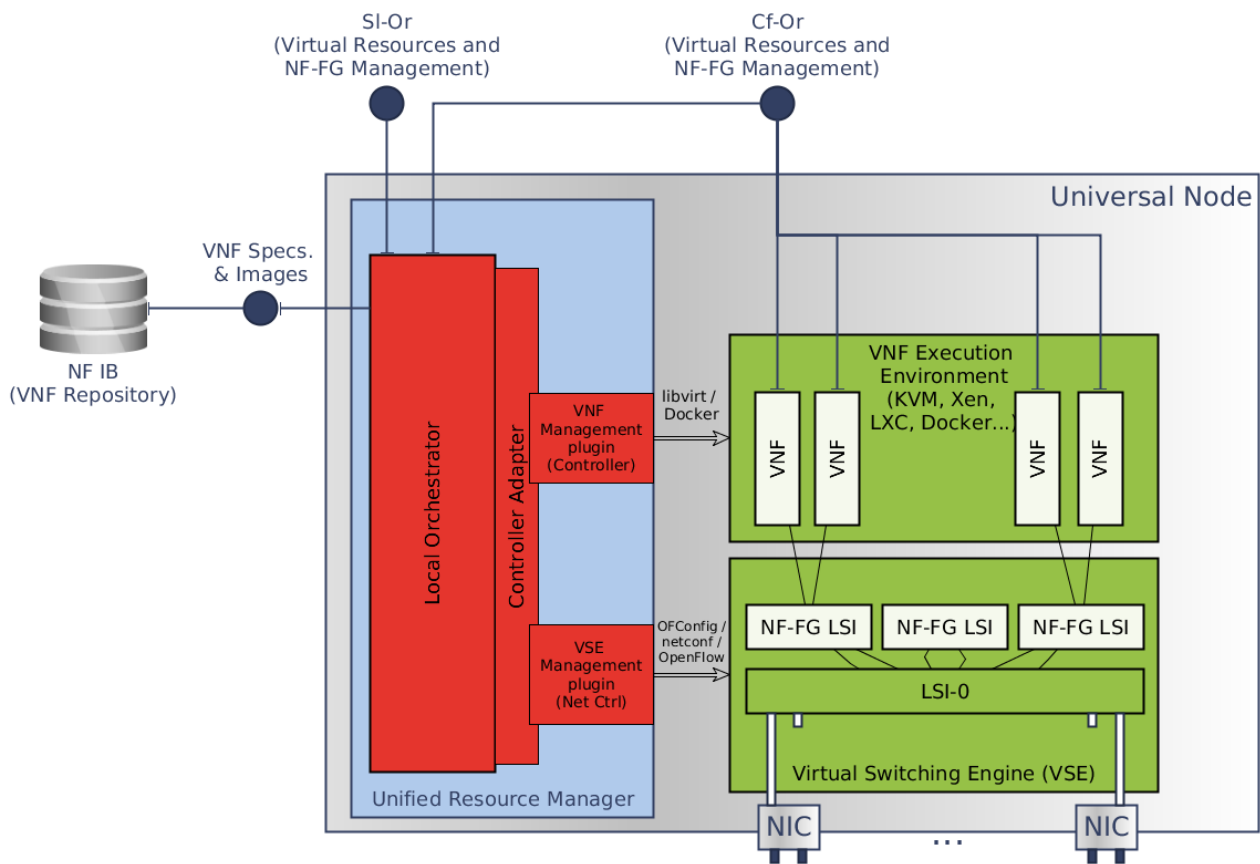 Sl-Or
(Virtual Resources and
NF-FG Management)
Cf-Or
(Virtual Resources and
NF-FG Management)
Universal Node
VNF Specs.
& Images
NF IB
(VNF Repository)
Local Orchestrator
Controller Adapter
VNF
Management
plugin
(Controller)
libvirt /
Docker
VNF Execution
Environment
(KVM, Xen,
LXC, Docker...)
VNF
VNF
VNF
VNF
VSE
Management
plugin
(Net Ctrl)
OFConfig /
netconf /
OpenFlow
NF-FG LSI
NF-FG LSI
NF-FG LSI
LSI-0
Virtual Switching Engine (VSE)
Unified Resource Manager
NIC
...
NIC